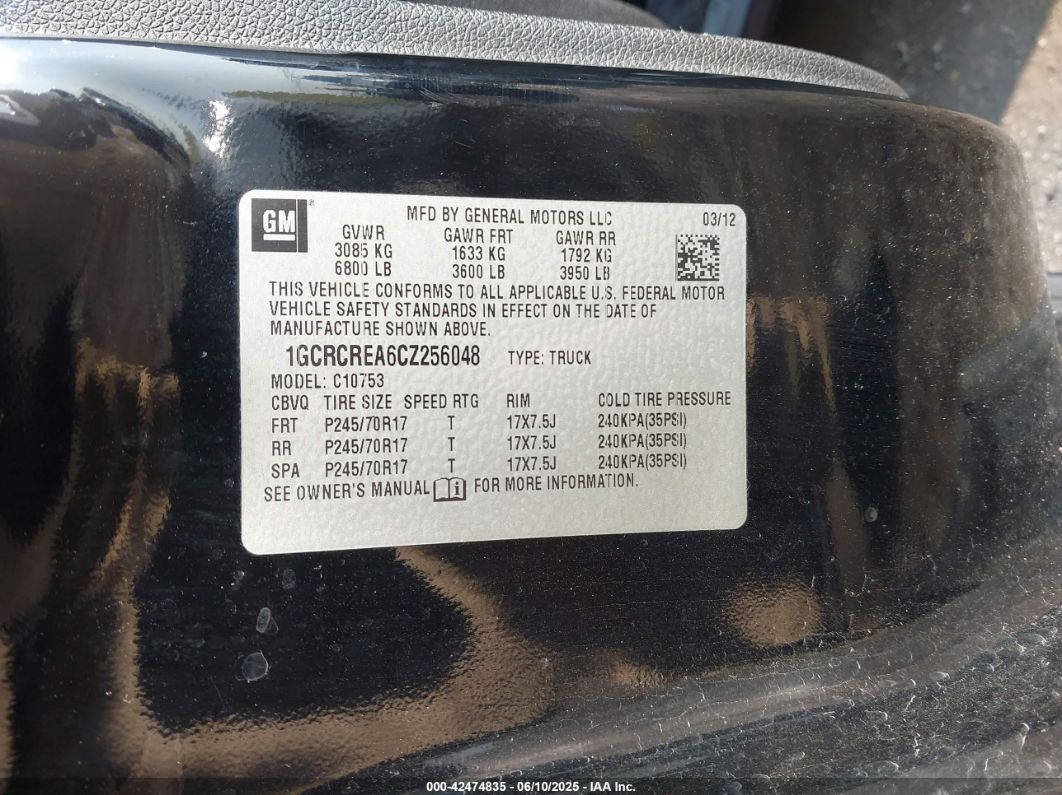 GM
MFD BY GENERAL MOTORS LLC 03/12
GVWR GAWR FRT GAWR RR
3085 KG 1633 KG 1792 KG
6800 LB 3600 LB 3950 LB
THIS VEHICLE CONFORMS TO ALL APPLICABLE U.S. FEDERAL MOTOR
VEHICLE SAFETY STANDARDS IN EFFECT ON THE DATE OF
MANUFACTURE SHOWN ABOVE.
1GCRCREA6CZ256048 TYPE: TRUCK
MODEL: C10753
CBVQ TIRE SIZE SPEED RTG RIM COLD TIRE PRESSURE
FRT P245/70R17 T 17X7.5J 240KPA(35PSI)
RR P245/70R17 T 17X7.5J 240KPA(35PSI)
SPA P245/70R17 T 17X7.5J 240KPA(35PSI)
SEE OWNER'S MANUAL FOR MORE INFORMATION.
000-42474835 - 06/10/2025 - IAA Inc.